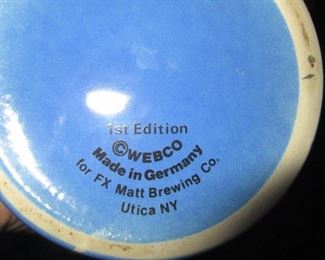 1st Edition
©WEBCO
Made in Germany
for FX Matt Brewing Co.
Utica NY